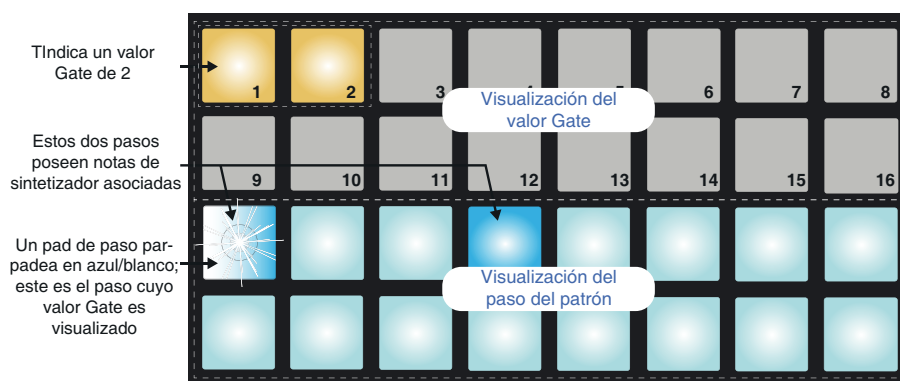 TIndica un valor
Gate de 2
Estos dos pasos
poseen notas de
sintetizador asociadas
Un pad de paso par-
padea en azul/blanco;
este es el paso cuyo
valor Gate es
visualizado
1 2 3 4 5 6 7 8
Visualización del
valor Gate
9 10 11 12 13 14 15 16
Visualización del
paso del patrón